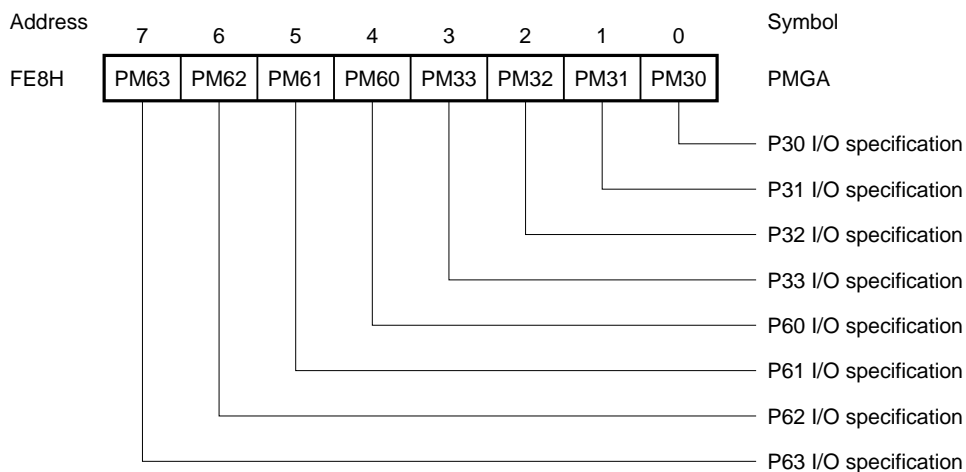 Address 7 6 5 4 3 2 1 0 Symbol
FE8H PM63 PM62 PM61 PM60 PM33 PM32 PM31 PM30 PMGA
P30 I/O specification
P31 I/O specification
P32 I/O specification
P33 I/O specification
P60 I/O specification
P61 I/O specification
P62 I/O specification
P63 I/O specification